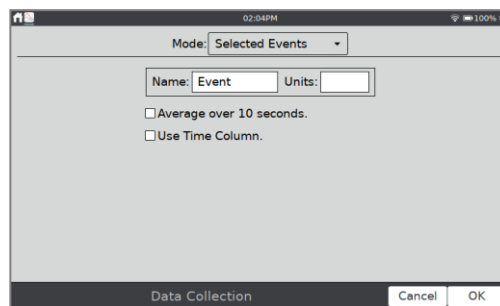 02:04PM 100%
Mode: Selected Events
Name: Event Units:
Average over 10 seconds.
Use Time Column.
Data Collection Cancel OK